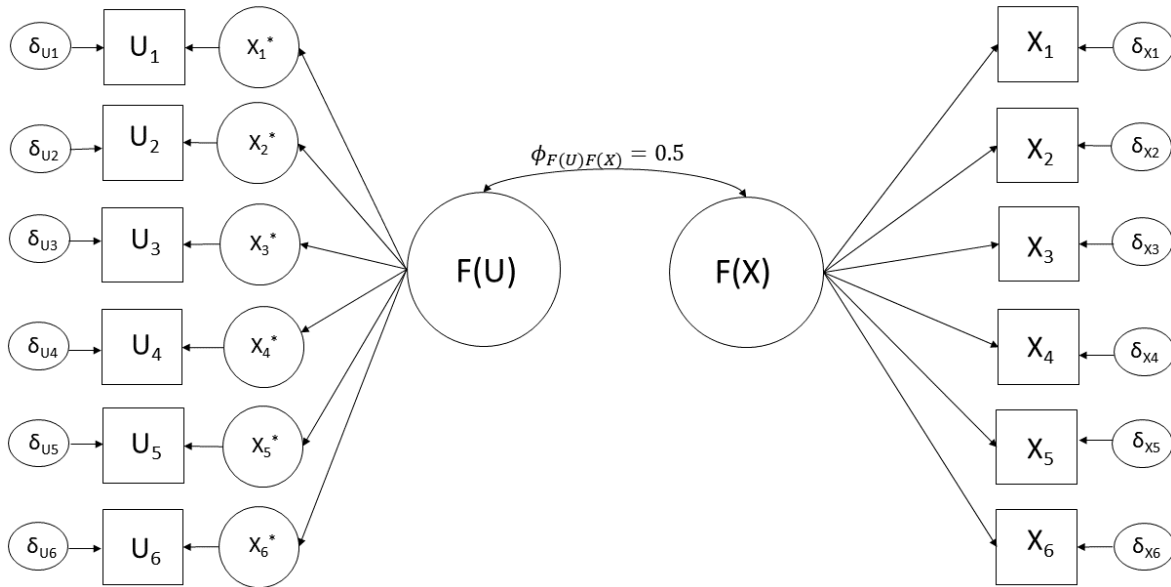 δU1 U₁ X₁* X₁ δX1
δU2 U₂ X₂* X₂ δX2
ϕF(U)F(X) = 0.5
δU3 U₃ X₃* X₃ δX3
F(U) F(X)
δU4 U₄ X₄* X₄ δX4
δU5 U₅ X₅* X₅ δX5
δU6 U₆ X₆* X₆ δX6